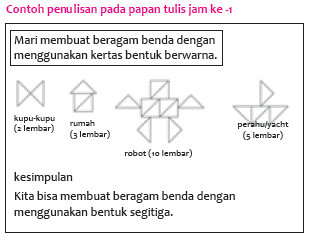 Contoh penulisan pada papan tulis jam ke -1
Mari membuat beragam benda dengan
menggunakan kertas bentuk berwarna.
kupu-kupu
(2 lembar)
rumah
(3 lembar)
robot (10 lembar)
perahu/yacht
(5 lembar)
kesimpulan
Kita bisa membuat beragam benda dengan
menggunakan bentuk segitiga.